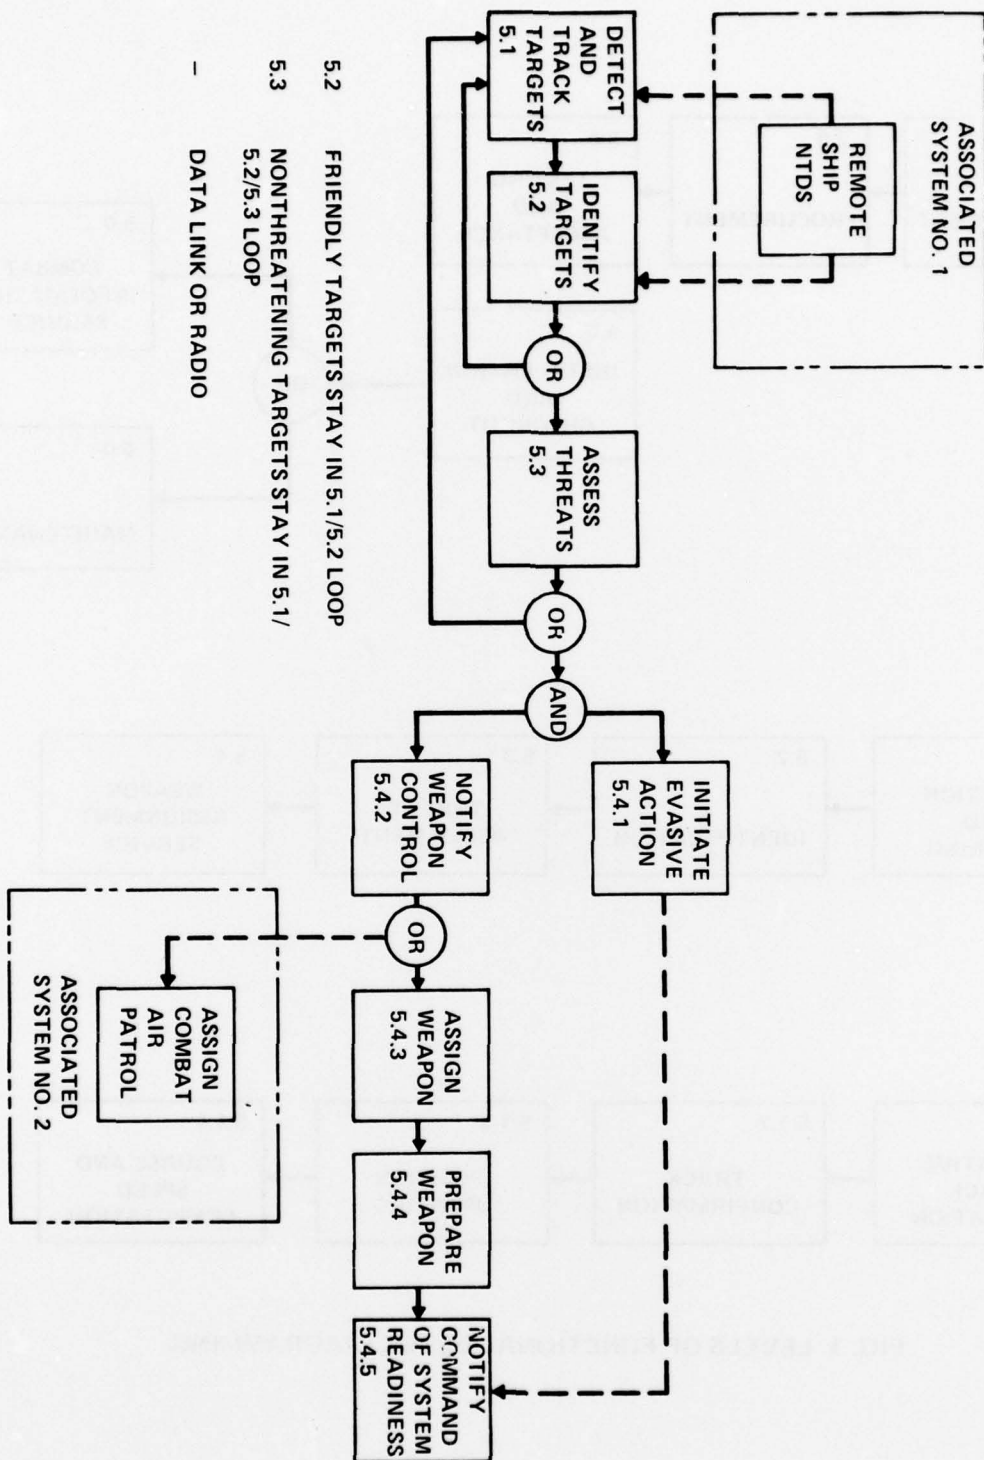 ASSOCIATED
SYSTEM NO. 1
REMOTE
SHIP
NTDS
DETECT
AND
TRACK
TARGETS
5.1
IDENTIFY
TARGETS
5.2
OR
ASSESS
THREATS
5.3
OR
AND
INITIATE
EVASIVE
ACTION
5.4.1
NOTIFY
WEAPON
CONTROL
5.4.2
OR
ASSIGN
WEAPON
5.4.3
PREPARE
WEAPON
5.4.4
NOTIFY
COMMAND
OF SYSTEM
READINESS
5.4.5
ASSIGN
COMBAT
AIR
PATROL
ASSOCIATED
SYSTEM NO. 2
5.2 FRIENDLY TARGETS STAY IN 5.1/5.2 LOOP
5.3 NONTHREATENING TARGETS STAY IN 5.1/
5.2/5.3 LOOP
– DATA LINK OR RADIO